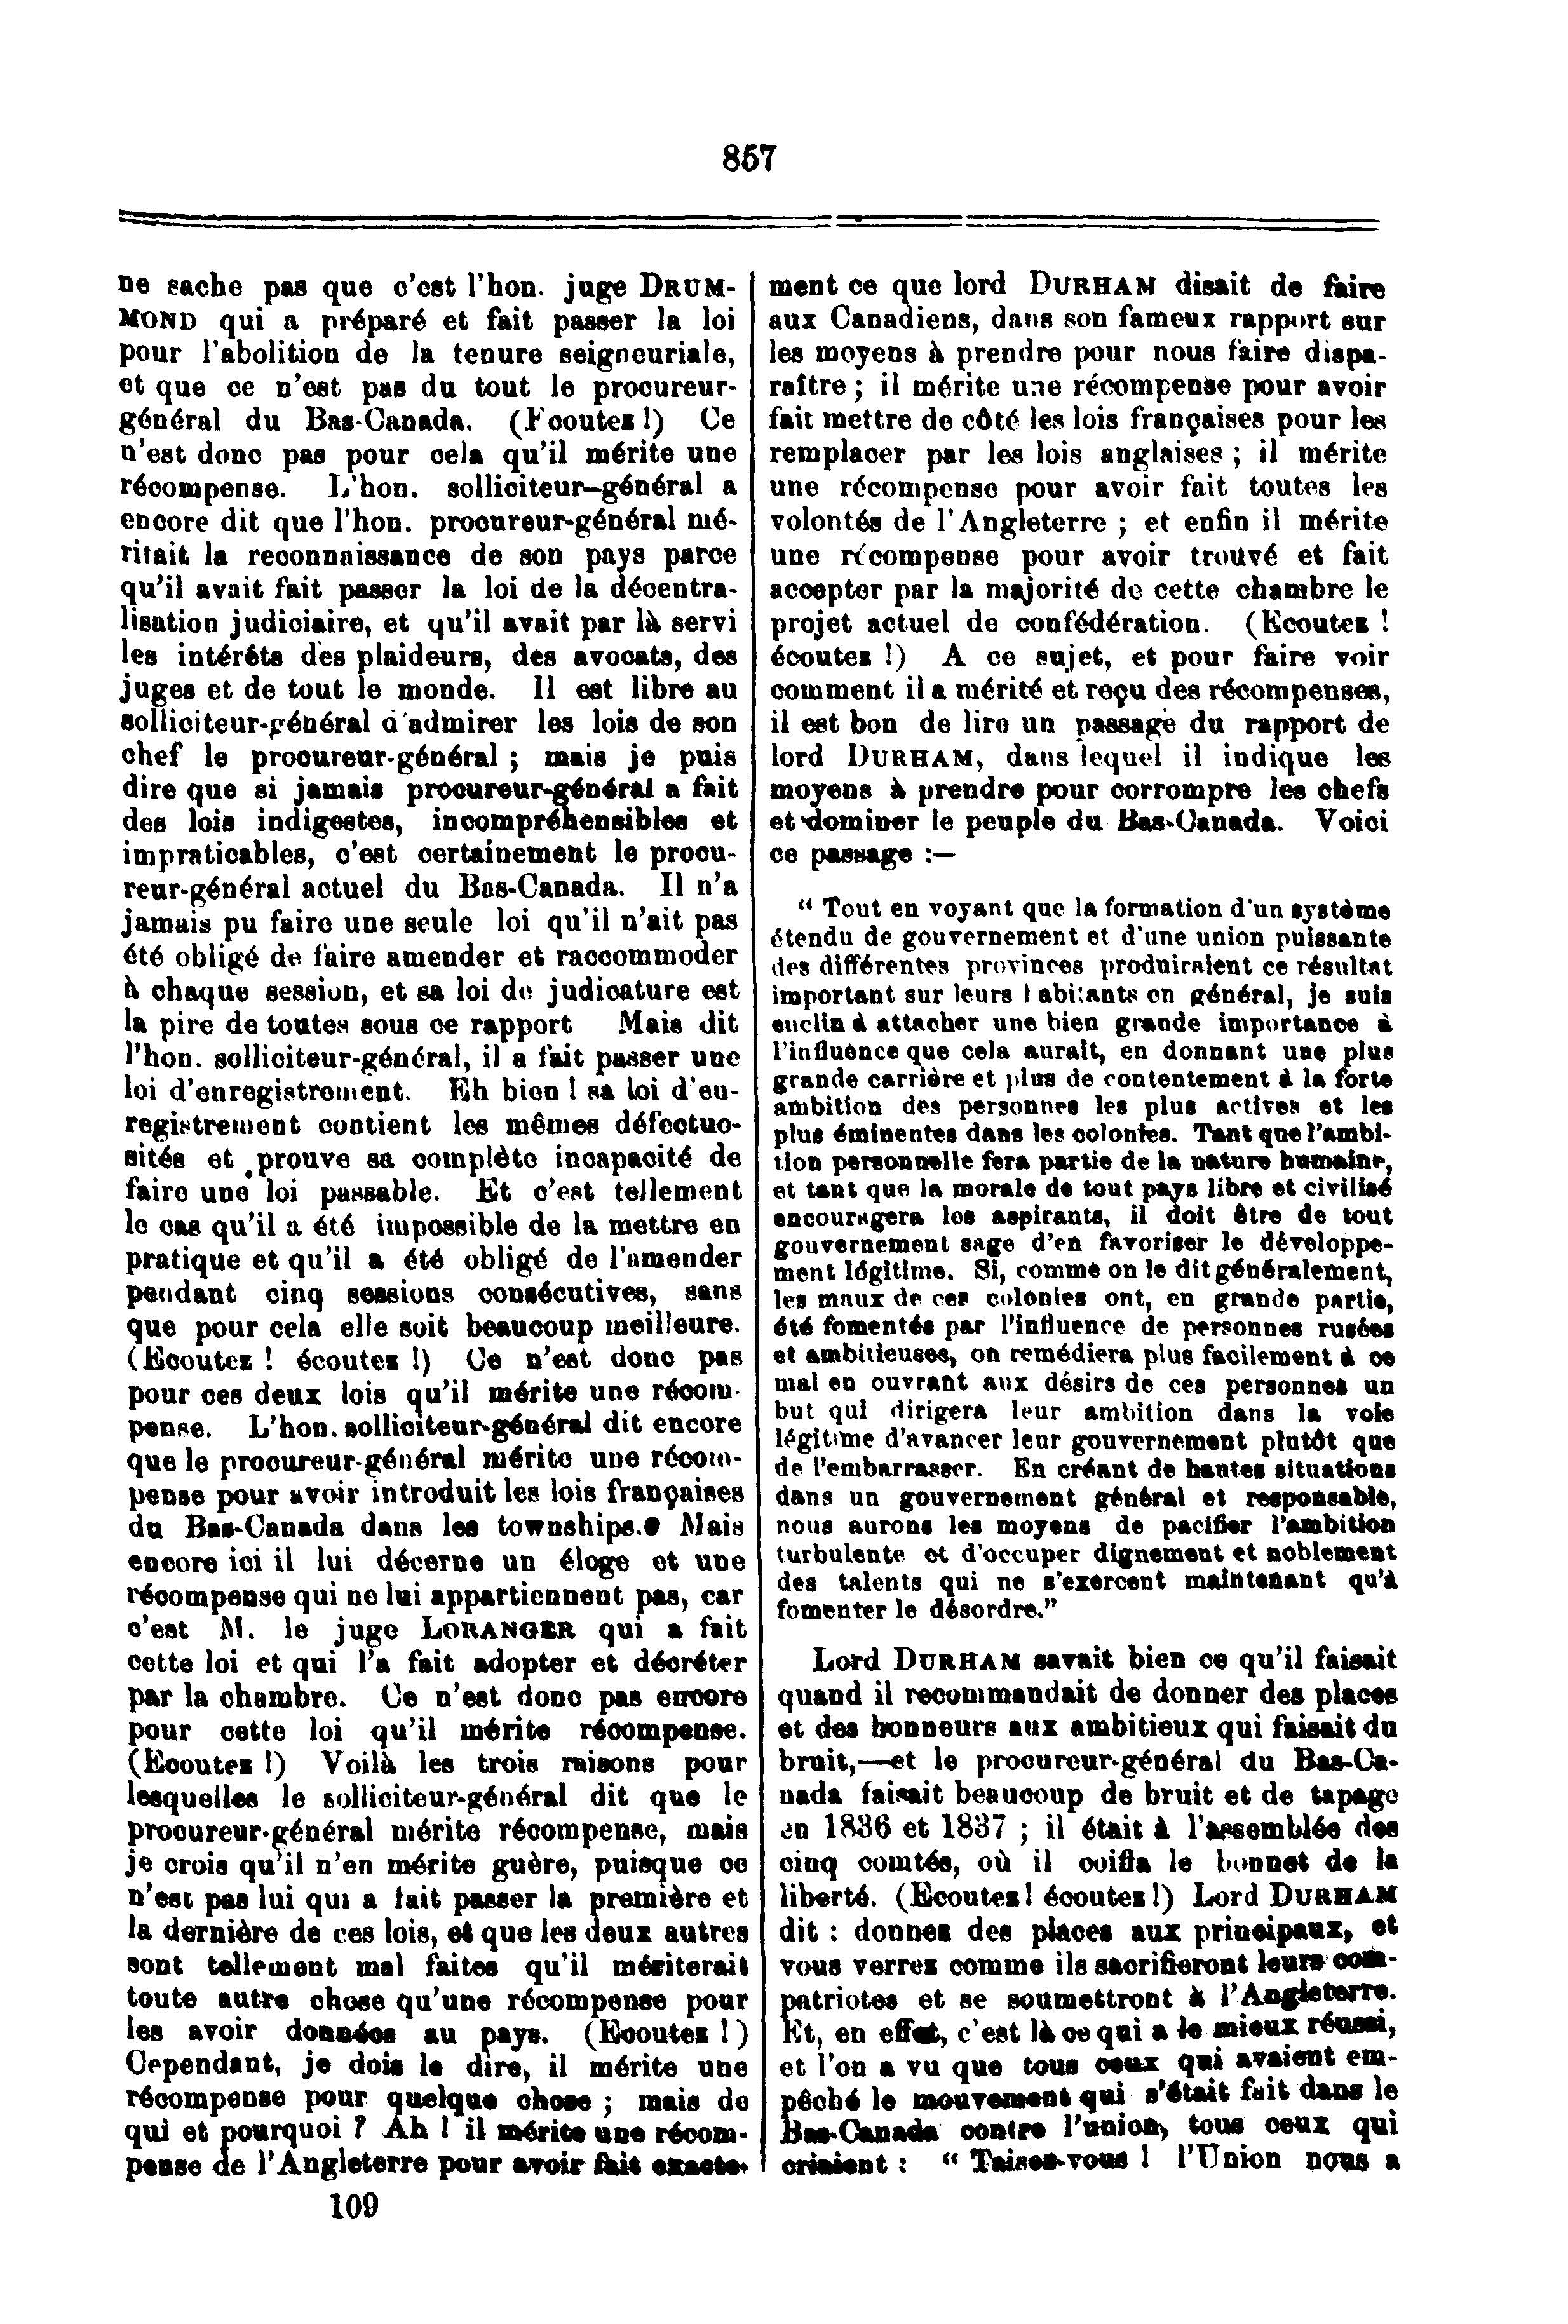 857
ne sache pas que c'est l'hon. juge DRUM-
MOND qui a préparé et fait passer la loi
pour l'abolition de la tenure seigneuriale,
et que ce n'est pas du tout le procureur-
général du Bas-Canada. (Ecoutez !) Ce
n'est donc pas pour cela qu'il mérite une
récompense. L'hon. solliciteur-général a
encore dit que l'hon. procureur-général mé-
ritait la reconnaissance de son pays parce
qu'il avait fait passer la loi de la décentra-
lisation judiciaire, et qu'il avait par là servi
les intérêts des plaideurs, des avocats, des
juges et de tout le monde. Il est libre au
solliciteur-général d'admirer les lois de son
chef le procureur-général ; mais je puis
dire que si jamais procureur-général a fait
des lois indigestes, incompréhensibles et
impraticables, c'est certainement le procu-
reur-général actuel du Bas-Canada. Il n'a
jamais pu faire une seule loi qu'il n'ait pas
été obligé de faire amender et raccommoder
à chaque session, et sa loi de judicature est
la pire de toutes sous ce rapport Mais dit
l'hon. solliciteur-général, il a fait passer une
loi d'enregistrement. Eh bien ! sa loi d'en-
registrement contient les mêmes défectuo-
sités et prouve sa complète incapacité de
faire une loi passable. Et c'est tellement
le cas qu'il a été impossible de la mettre en
pratique et qu'il a été obligé de l'amender
pendant cinq sessions consécutives, sans
que pour cela elle soit beaucoup meilleure.
(Ecoutez ! écoutez !) Ce n'est donc pas
pour ces deux lois qu'il mérite une récom-
pense. L'hon. solliciteur-général dit encore
que le procureur-général mérite une récom-
pense pour avoir introduit les lois françaises
du Bas-Canada dans les townships. Mais
encore ici il lui décerne un éloge et une
récompense qui ne lui appartiennent pas, car
c'est M. le juge LORANGER qui a fait
cette loi et qui l'a fait adopter et décréter
par la chambre. Ce n'est donc pas encore
pour cette loi qu'il mérite récompense.
(Ecoutez !) Voilà les trois raisons pour
lesquelles le solliciteur-général dit que le
procureur-général mérite récompense, mais
je crois qu'il n'en mérite guère, puisque ce
n'est pas lui qui a fait passer la première et
la dernière de ces lois, et que les deux autres
sont tellement mal faites qu'il mériterait
toute autre chose qu'une récompense pour
les avoir données au pays. (Ecoutez !)
Cependant, je dois le dire, il mérite une
récompense pour quelque chose ; mais de
qui et pourquoi ? Ah ! il mérite une récom-
pense de l'Angleterre pour avoir fait exacte-
109
ment ce que lord DURHAM disait de faire
aux Canadiens, dans son fameux rapport sur
les moyens à prendre pour nous faire dispa-
raître ; il mérite une récompense pour avoir
fait mettre de côté les lois françaises pour les
remplacer par les lois anglaises ; il mérite
une récompense pour avoir fait toutes les
volontés de l'Angleterre ; et enfin il mérite
une récompense pour avoir trouvé et fait
accepter par la majorité de cette chambre le
projet actuel de confédération. (Ecoutez !
écoutez !) A ce sujet, et pour faire voir
comment il a mérité et reçu des récompenses,
il est bon de lire un passage du rapport de
lord DURHAM, dans lequel il indique les
moyens à prendre pour corrompre les chefs
et dominer le peuple du Bas-Canada. Voici
ce passage :—
“ Tout en voyant que la formation d'un système
étendu de gouvernement et d'une union puissante
des différentes provinces produiraient ce résultat
important sur leurs habitants en général, je suis
enclin à attacher une bien grande importance à
l'influence que cela aurait, en donnant une plus
grande carrière et plus de contentement à la forte
ambition des personnes les plus actives et les
plus éminentes dans les colonies. Tant que l'ambi-
tion personnelle fera partie de la nature humaine,
et tant que la morale de tout pays libre et civilisé
encouragera les aspirants, il doit être de tout
gouvernement sage d'en favoriser le développe-
ment légitime. Si, comme on le dit généralement,
les maux de ces colonies ont, en grande partie,
été fomentés par l'influence de personnes rusées
et ambitieuses, on remédiera plus facilement à ce
mal en ouvrant aux désirs de ces personnes un
but qui dirigera leur ambition dans la voie
légitime d'avancer leur gouvernement plutôt que
de l'embarrasser. En créant de hautes situations
dans un gouvernement général et responsable,
nous aurons les moyens de pacifier l'ambition
turbulente et d'occuper dignement et noblement
des talents qui ne s'exercent maintenant qu'à
fomenter le désordre.”
Lord DURHAM savait bien ce qu'il faisait
quand il recommandait de donner des places
et des honneurs aux ambitieux qui faisait du
bruit,—et le procureur-général du Bas-Ca-
nada faisait beaucoup de bruit et de tapage
en 1836 et 1837 ; il était à l'assemblée des
cinq comtés, où il coiffa le bonnet de la
liberté. (Ecoutez ! écoutez !) Lord DURHAM
dit : donnez des places aux principaux, et
vous verrez comme ils sacrifieront leurs com-
patriotes et se soumettront à l'Angleterre.
Et, en effet, c'est là ce qui a le mieux réussi,
et l'on a vu que tous ceux qui avaient em-
pêché le mouvement qui s'était fait dans le
Bas-Canada contre l'union, tous ceux qui
criaient : “ Taisez-vous ! l'Union nous a